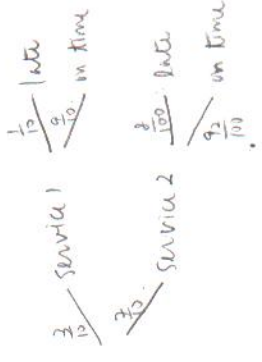 1/10 late
3/10 service 1
9/10 on time
8/100 late
7/10 service 2
92/100 on time